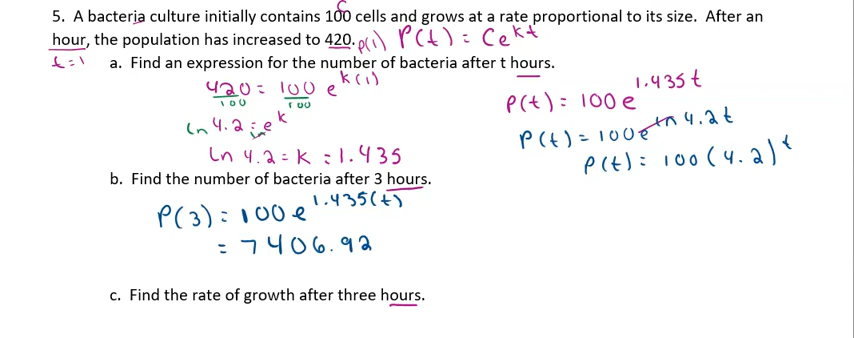 5. A bacteria culture initially contains 100 cells and grows at a rate proportional to its size. After an
C
hour, the population has increased to 420. P(1) P(t) = Ce^kt
t=1
a. Find an expression for the number of bacteria after t hours.
420 = 100 e^k(1)
100 100
P(t) = 100e^1.435t
ln 4.2 = e^k
ln
P(t) = 100e^ln 4.2t
ln 4.2 = k = 1.435
P(t) = 100(4.2)^t
b. Find the number of bacteria after 3 hours.
P(3) = 100e^1.435(t)
= 7406.92
c. Find the rate of growth after three hours.